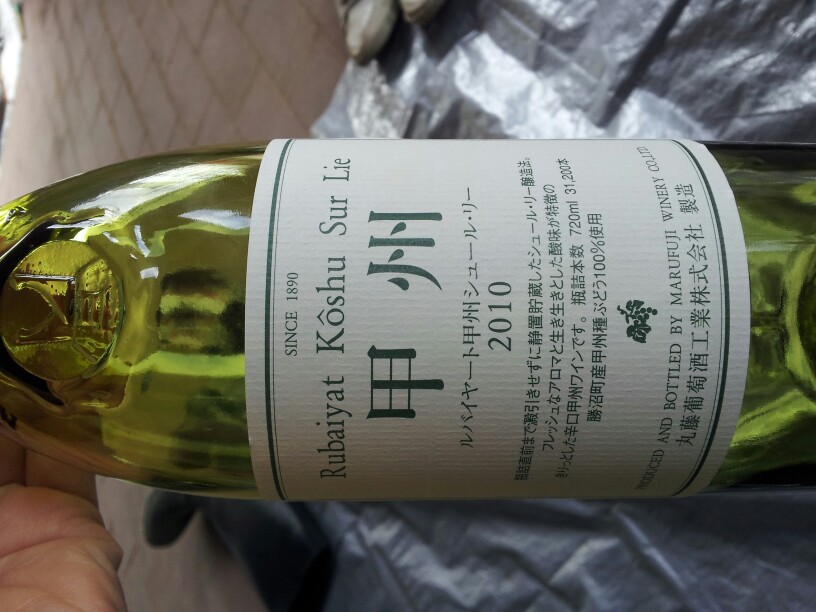 SINCE 1890
Rubaiyat Kôshu Sur Lie
甲州
ルバイヤート甲州シュール・リー
2010
瓶詰直前まで澱引きせずに静置貯蔵したシュール・リー醸造法。
フレッシュなアロマと生き生きとした酸味が特徴の
きりっとした辛口甲州ワインです。瓶詰本数 720ml 31,200本
勝沼町産甲州種ぶどう100%使用
PRODUCED AND BOTTLED BY MARUFUJI WINERY CO.,LTD.
丸藤葡萄酒工業株式会社 製造